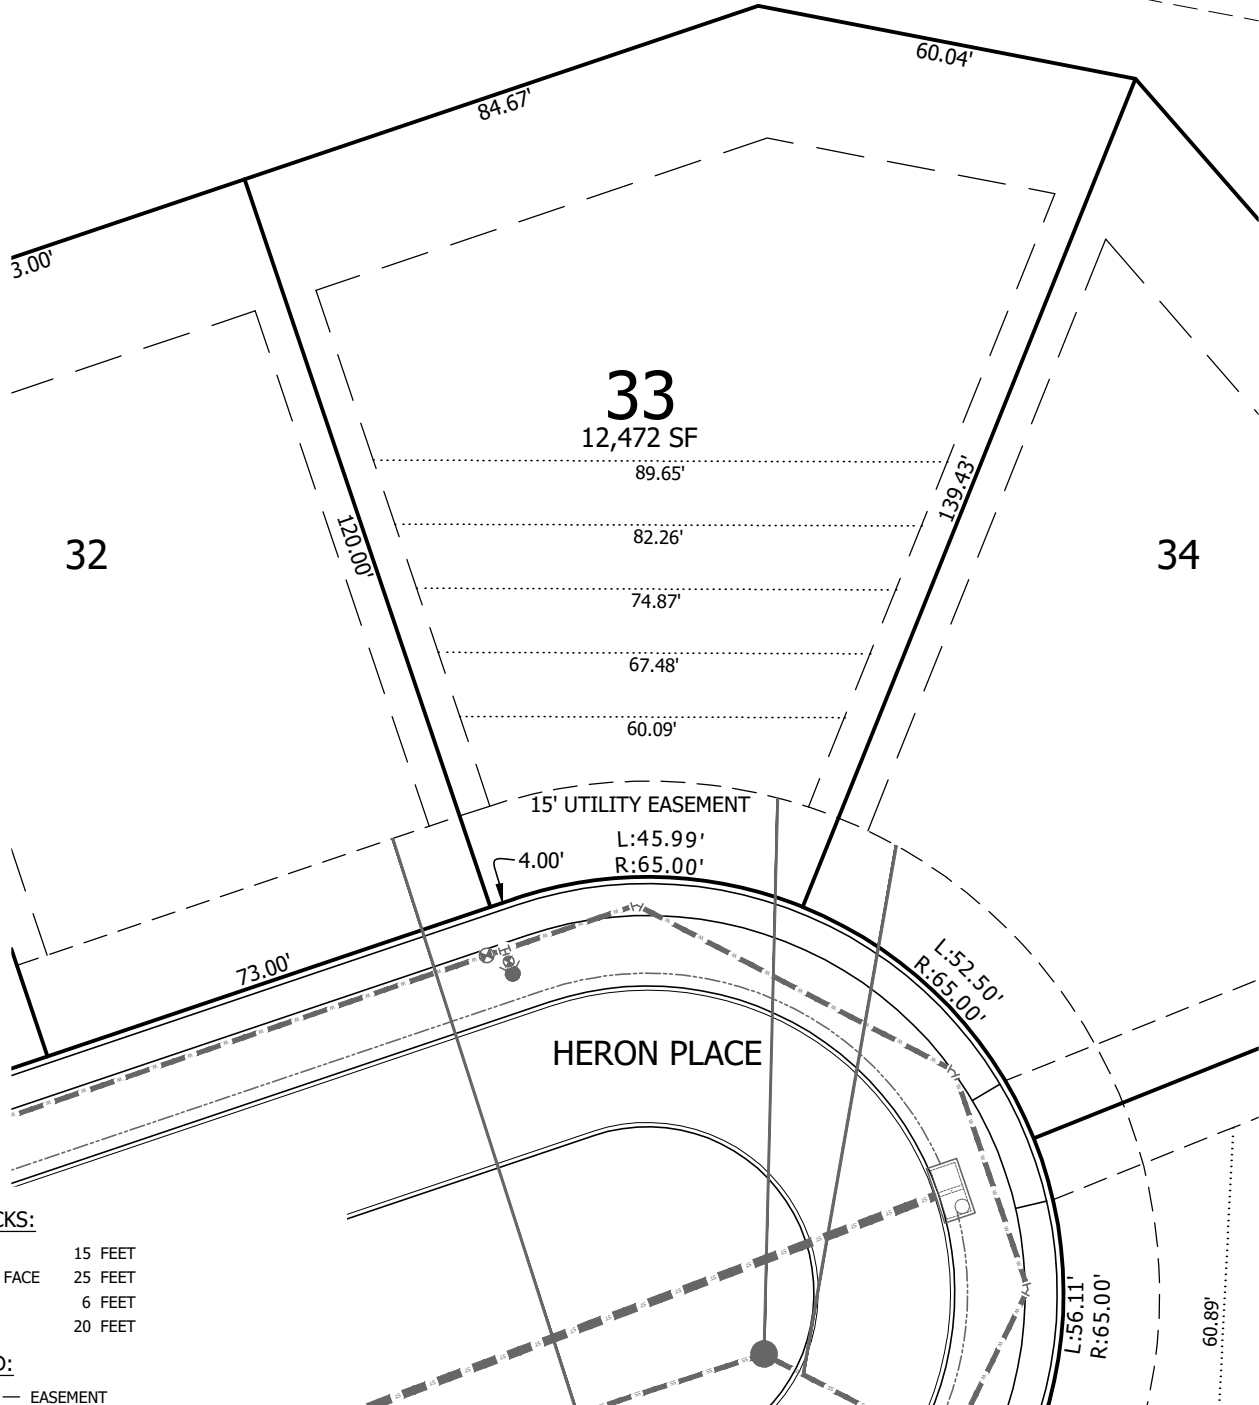 60.04'
84.67'
3.00'
33
12,472 SF
89.65'
139.43'
82.26'
120.00'
32
34
74.87'
67.48'
60.09'
15' UTILITY EASEMENT
L:45.99'
R:65.00'
4.00'
73.00'
L:52.50'
R:65.00'
HERON PLACE
CKS:
15 FEET
FACE 25 FEET
6 FEET
20 FEET
L:56.11'
R:65.00'
60.89'
D:
— EASEMENT